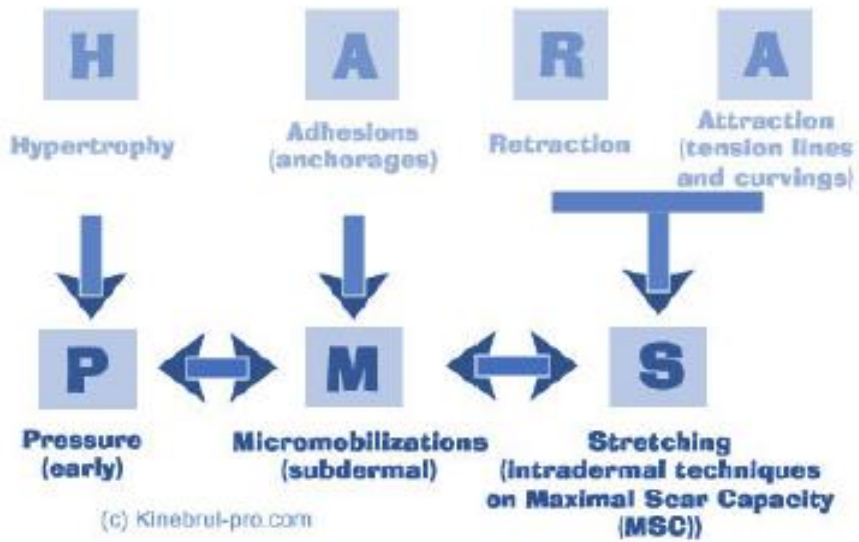 H
A
R
A
Hypertrophy
Adhesions
(anchorages)
Retraction
Attraction
(tension lines
and curvings)
P
M
S
Pressure
(early)
Micromobilizations
(subdermal)
Stretching
(intradermal techniques
on Maximal Scar Capacity
(MSC))
(c) Kinebrul-pro.com